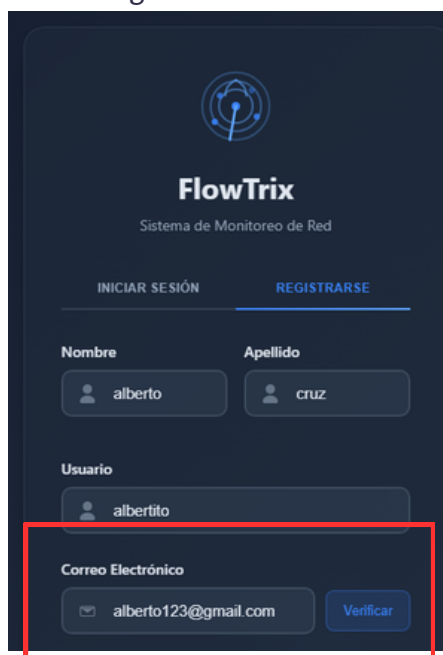 FlowTrix
Sistema de Monitoreo de Red
INICIAR SESIÓN REGISTRARSE
Nombre Apellido
alberto cruz
Usuario
albertito
Correo Electrónico
alberto123@gmail.com Verificar